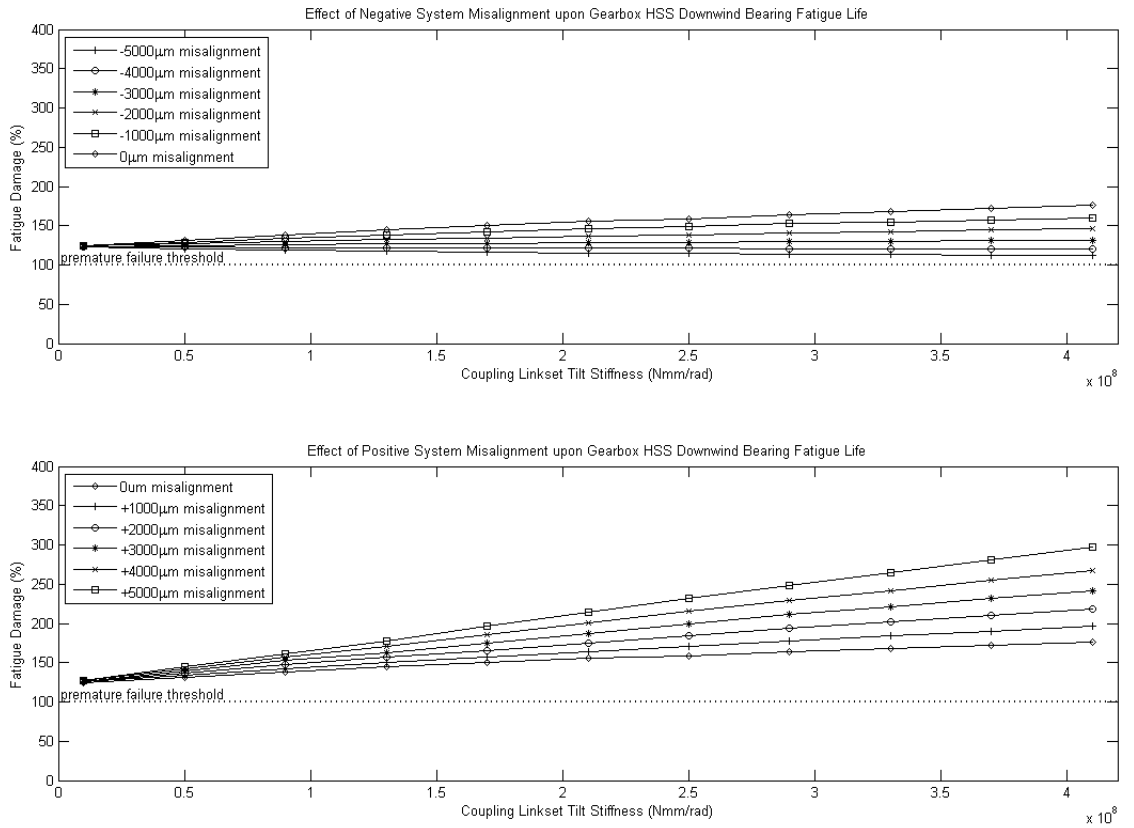 Effect of Negative System Misalignment upon Gearbox HSS Downwind Bearing Fatigue Life
400
350
300
250
200
150
100
50
0
Fatigue Damage (%)
-5000µm misalignment
-4000µm misalignment
-3000µm misalignment
-2000µm misalignment
-1000µm misalignment
0µm misalignment
premature failure threshold
0 0.5 1 1.5 2 2.5 3 3.5 4
Coupling Linkset Tilt Stiffness (Nmm/rad)
x 10⁸
Effect of Positive System Misalignment upon Gearbox HSS Downwind Bearing Fatigue Life
400
350
300
250
200
150
100
50
0
Fatigue Damage (%)
0um misalignment
+1000µm misalignment
+2000µm misalignment
+3000µm misalignment
+4000µm misalignment
+5000µm misalignment
premature failure threshold
0 0.5 1 1.5 2 2.5 3 3.5 4
Coupling Linkset Tilt Stiffness (Nmm/rad)
x 10⁸